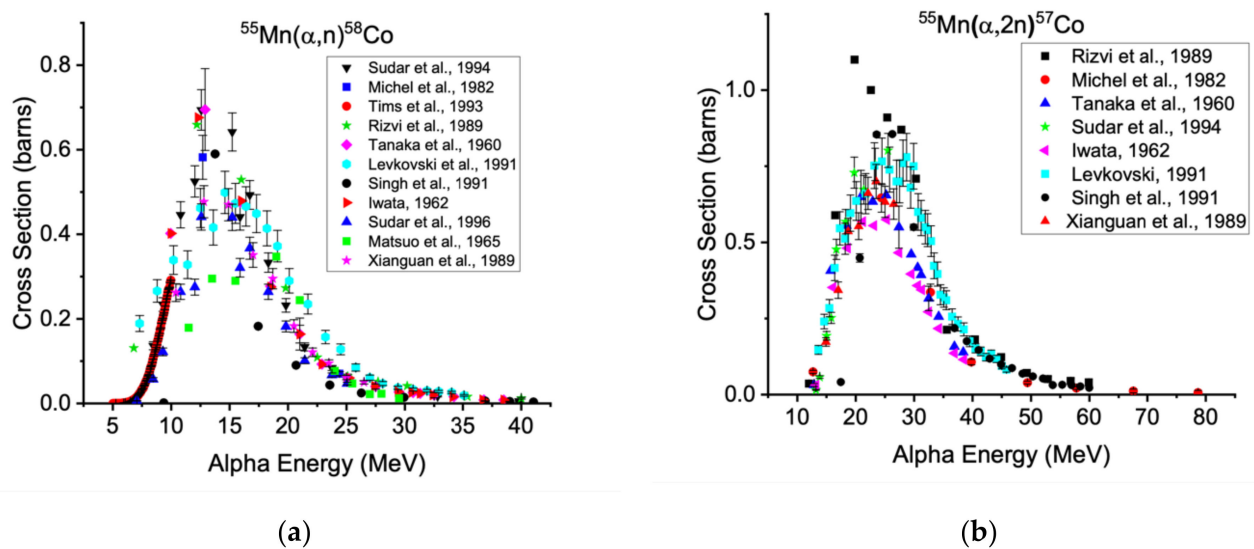 ⁵⁵Mn(α,n)⁵⁸Co
Cross Section (barns)
0.8
0.6
0.4
0.2
0.0
Sudar et al., 1994
Michel et al., 1982
Tims et al., 1993
Rizvi et al., 1989
Tanaka et al., 1960
Levkovski et al., 1991
Singh et al., 1991
Iwata, 1962
Sudar et al., 1996
Matsuo et al., 1965
Xianguan et al., 1989
5 10 15 20 25 30 35 40
Alpha Energy (MeV)
(a)
⁵⁵Mn(α,2n)⁵⁷Co
Cross Section (barns)
1.0
0.5
0.0
Rizvi et al., 1989
Michel et al., 1982
Tanaka et al., 1960
Sudar et al., 1994
Iwata, 1962
Levkovski, 1991
Singh et al., 1991
Xianguan et al., 1989
10 20 30 40 50 60 70 80
Alpha Energy (MeV)
(b)